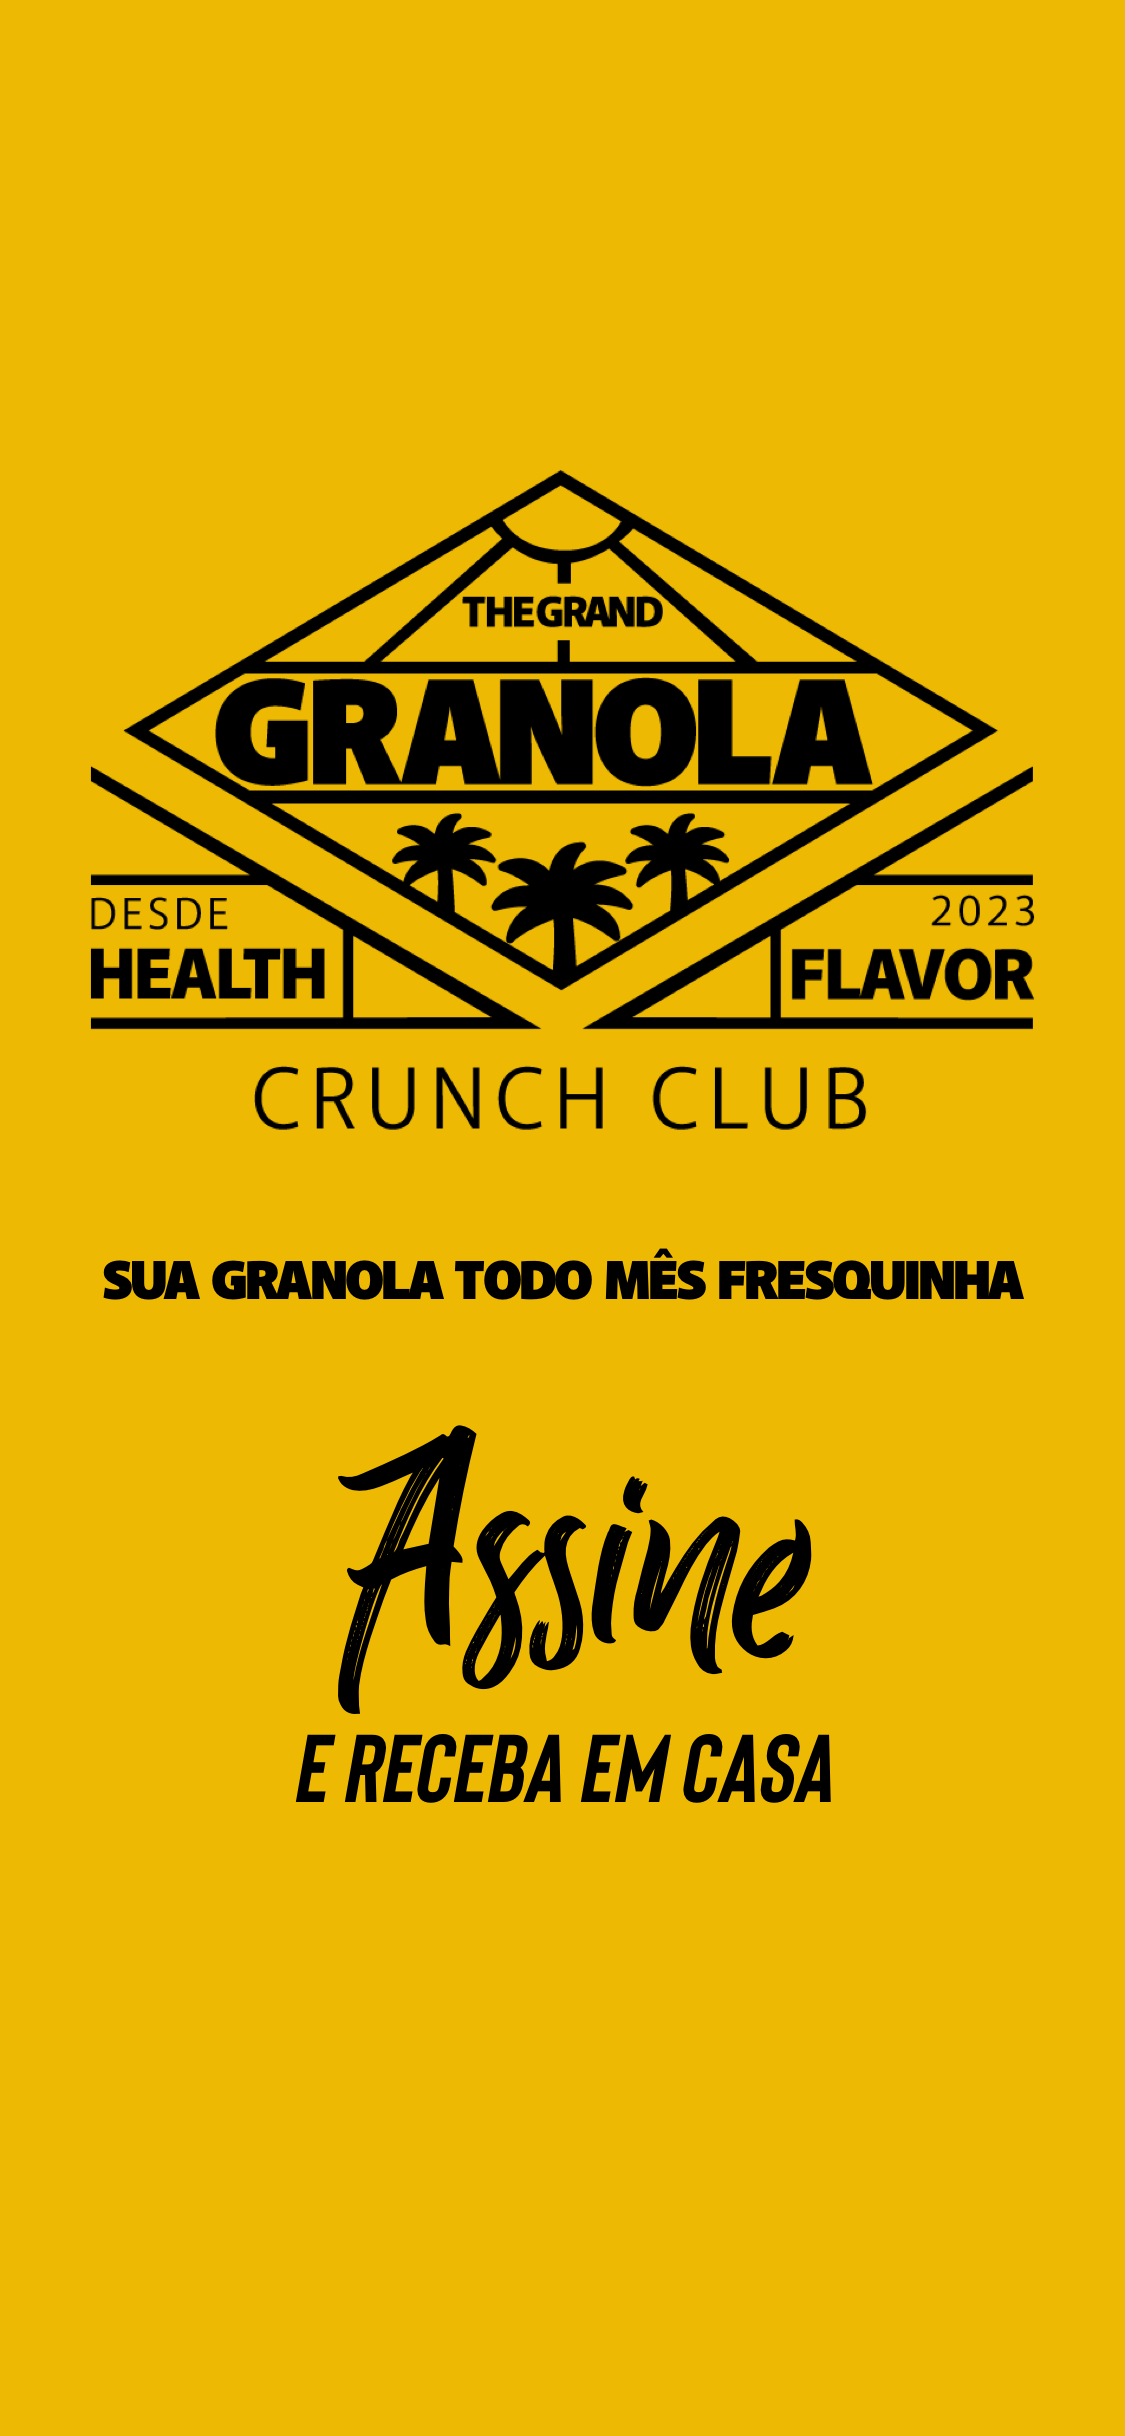 THE GRAND
GRANOLA
DESDE
2023
HEALTH
FLAVOR
CRUNCH CLUB
SUA GRANOLA TODO MÊS FRESQUINHA
Assine
E RECEBA EM CASA